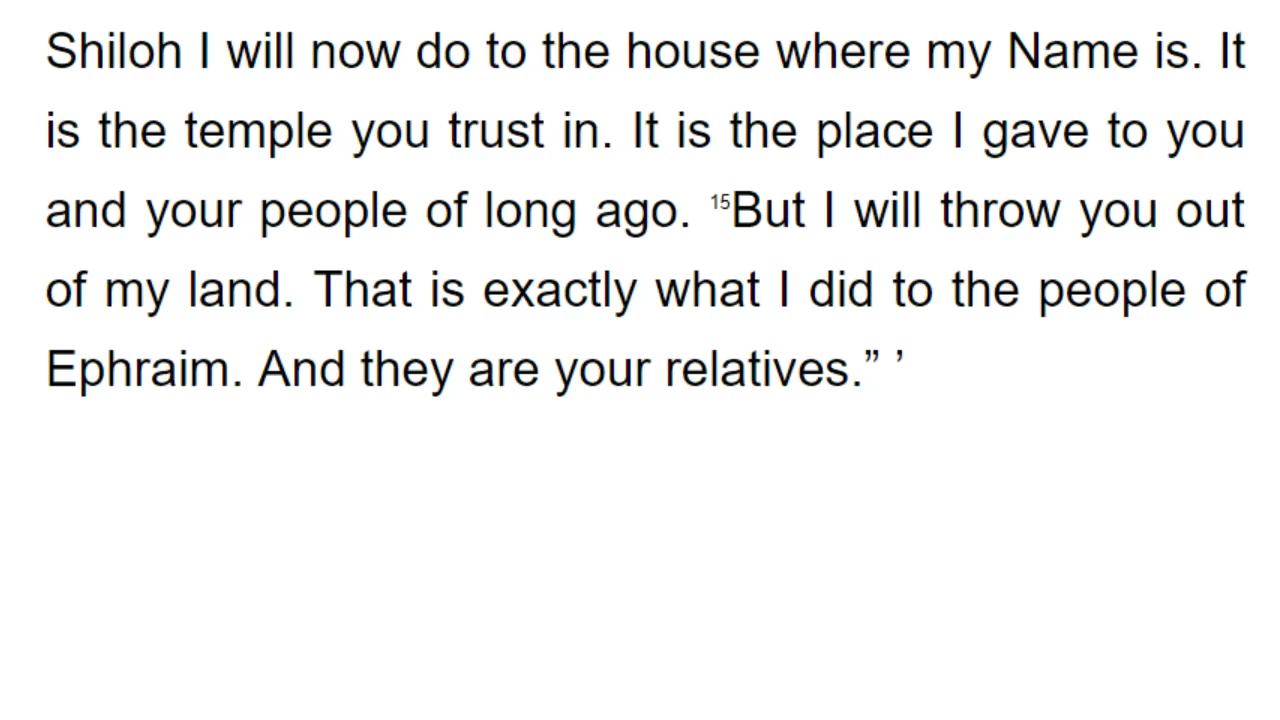 Shiloh I will now do to the house where my Name is. It
is the temple you trust in. It is the place I gave to you
and your people of long ago. ¹⁵But I will throw you out
of my land. That is exactly what I did to the people of
Ephraim. And they are your relatives.” ’